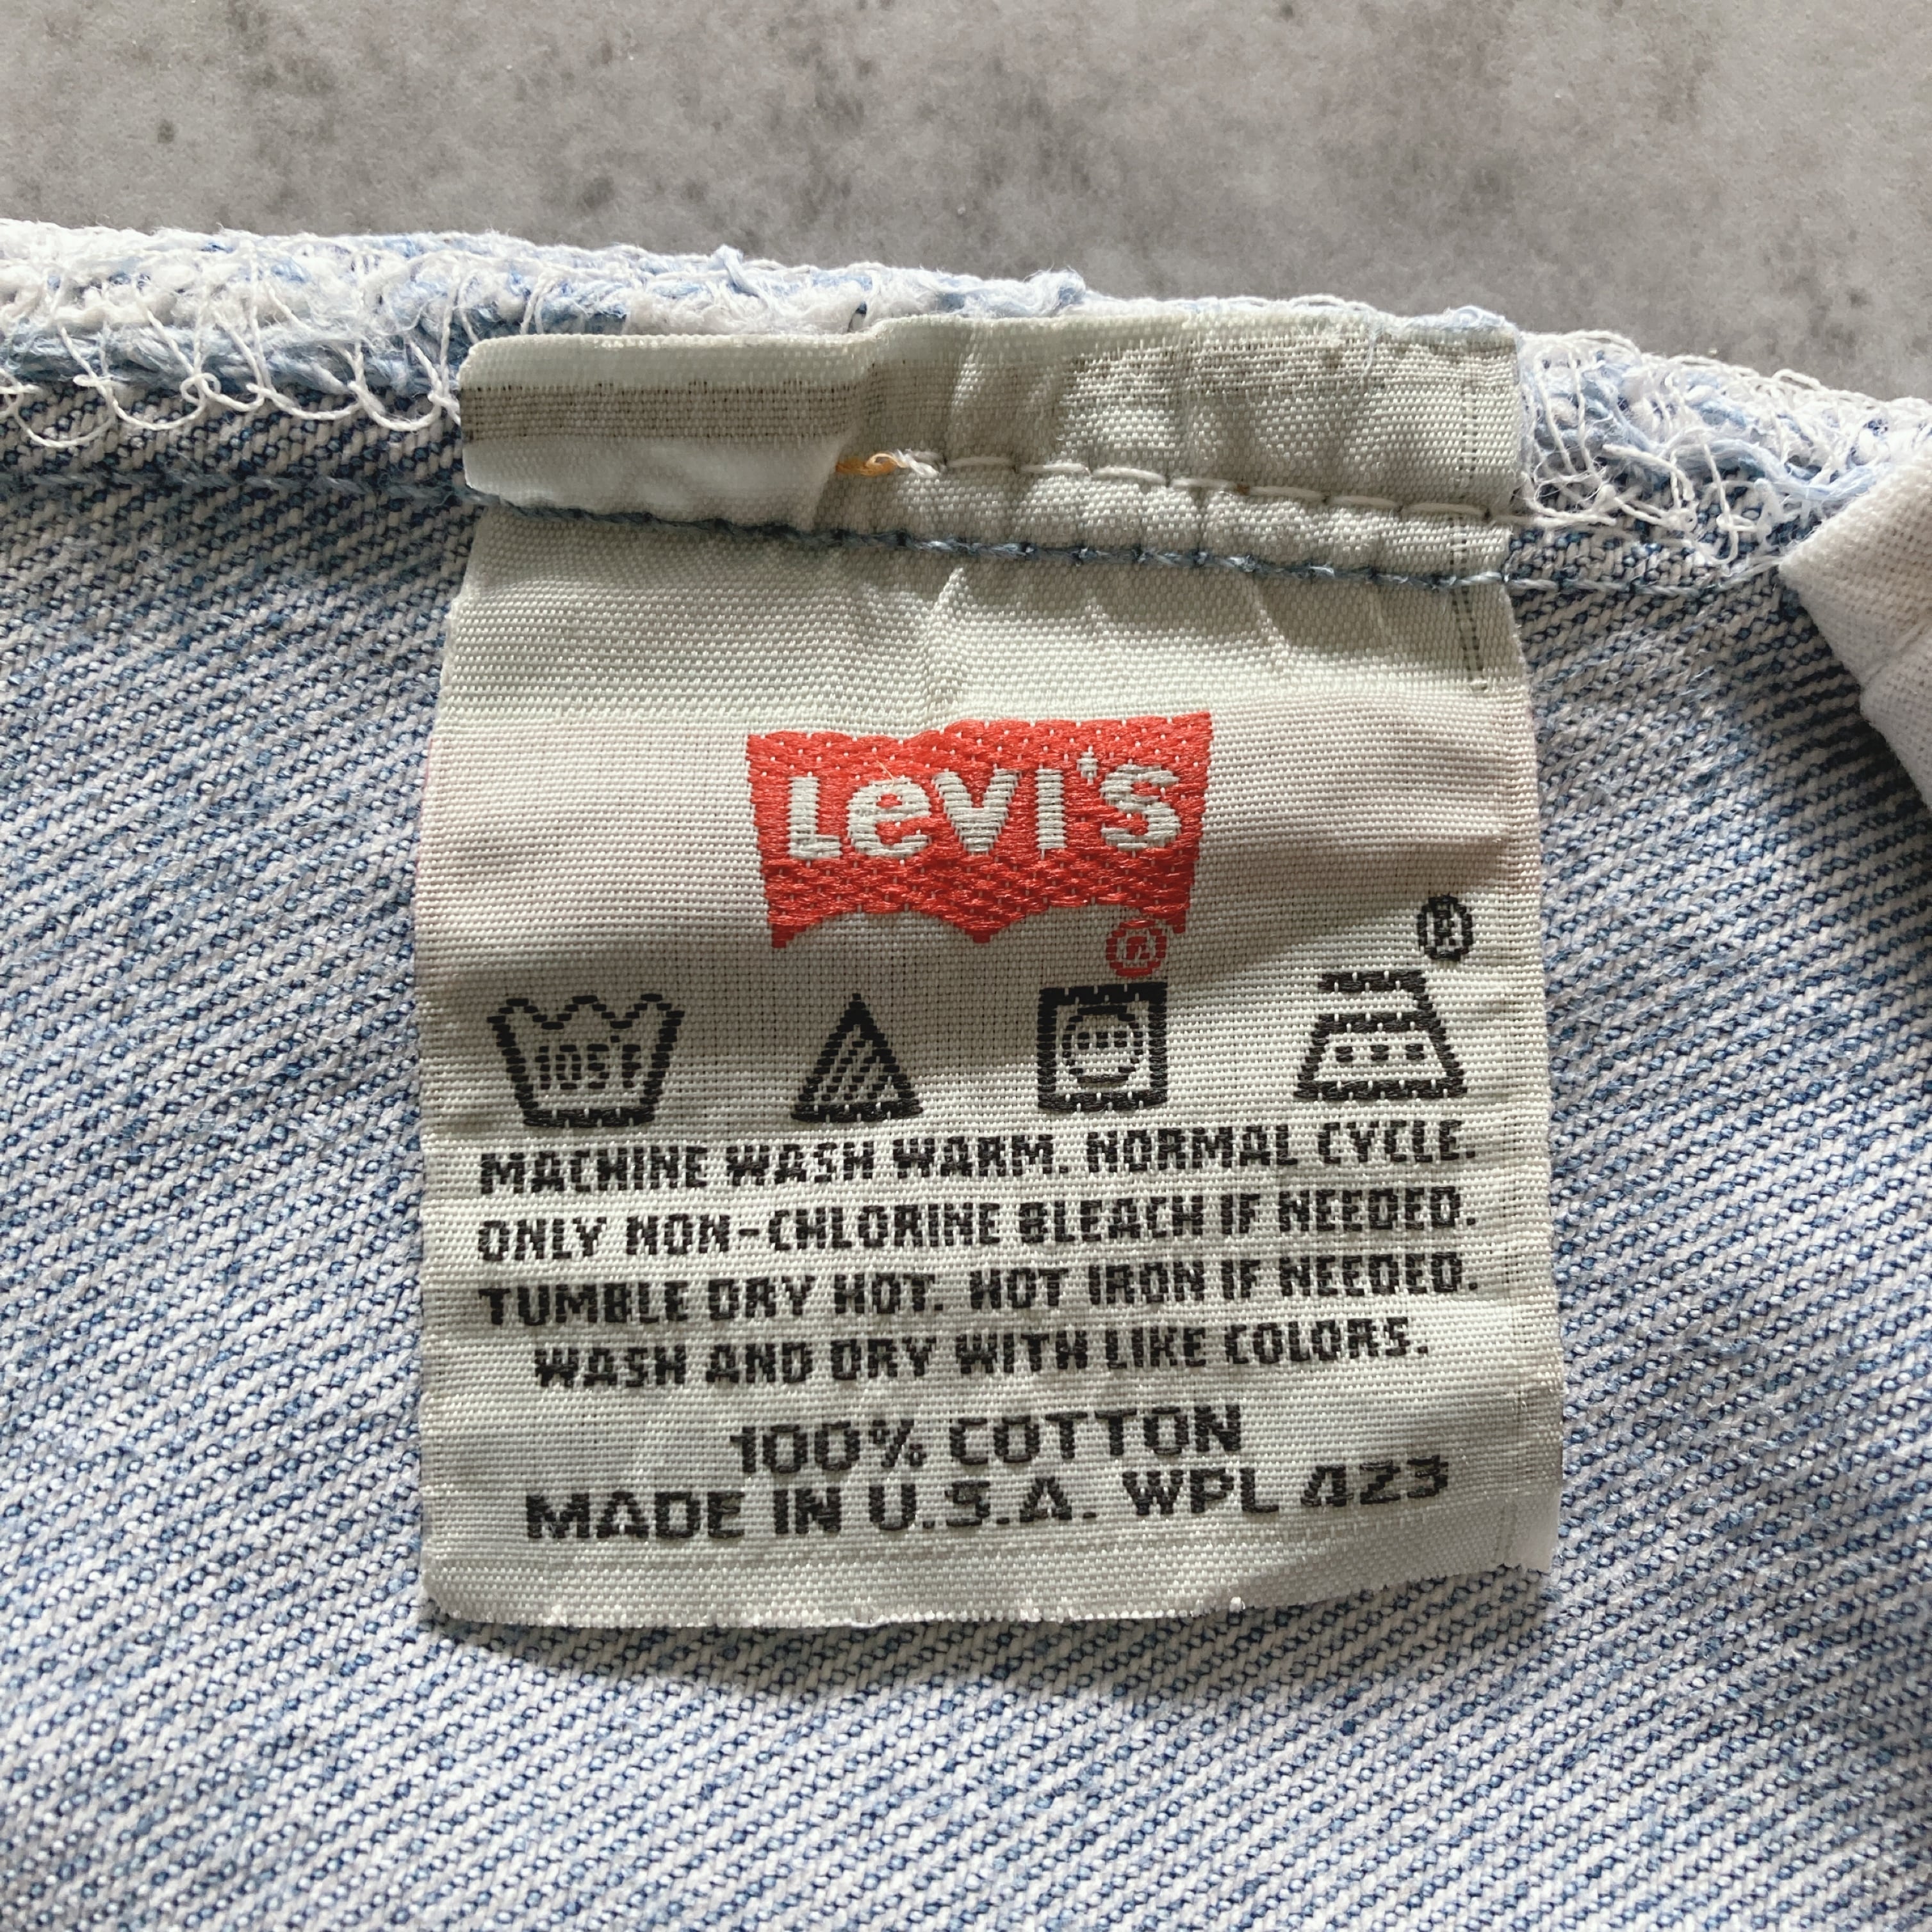 Levi's
®
®
105°F
MACHINE WASH WARM. NORMAL CYCLE.
ONLY NON-CHLORINE BLEACH IF NEEDED.
TUMBLE DRY HOT. HOT IRON IF NEEDED.
WASH AND DRY WITH LIKE COLORS.
100% COTTON
MADE IN U.S.A. WPL 423